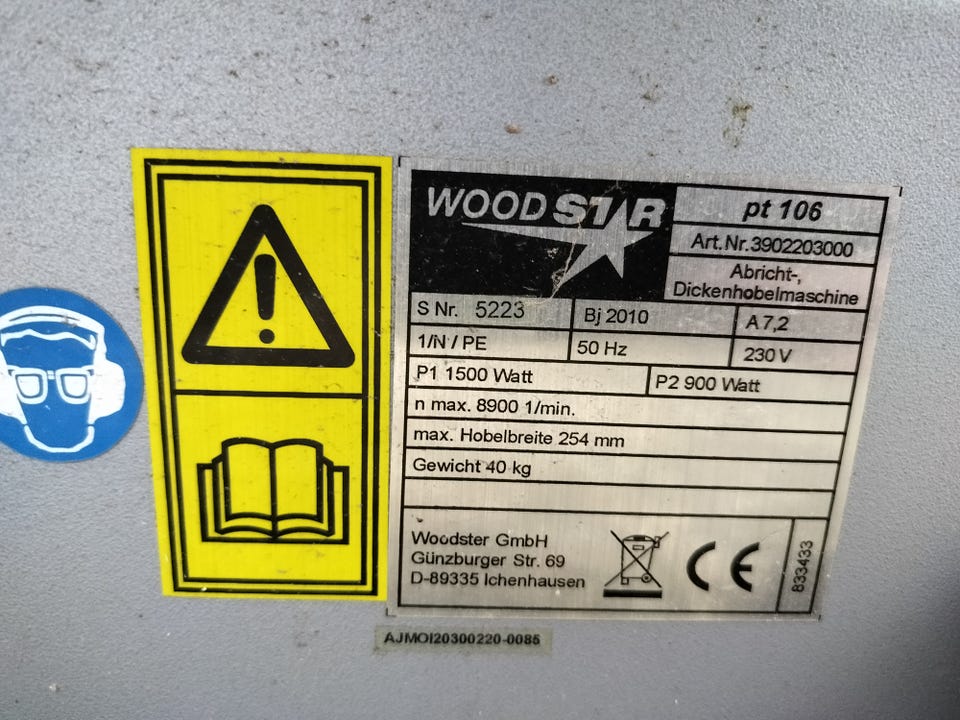 WOODSTAR
pt 106
Art.Nr.3902203000
Abricht-,
Dickenhobelmaschine
S Nr. 5223
Bj 2010
A 7,2
1/N / PE
50 Hz
230 V
P1 1500 Watt
P2 900 Watt
n max. 8900 1/min.
max. Hobelbreite 254 mm
Gewicht 40 kg
Woodster GmbH
Günzburger Str. 69
D-89335 Ichenhausen
CE
833433
AJMOI20300220-0085